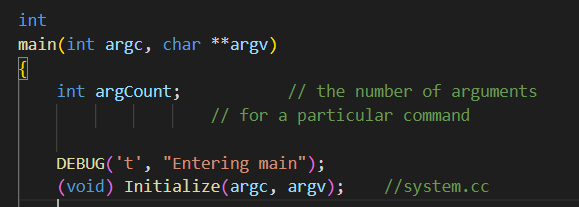 int
main(int argc, char **argv)
{
    int argCount;            // the number of arguments
                    // for a particular command

    DEBUG('t', "Entering main");
    (void) Initialize(argc, argv);    //system.cc